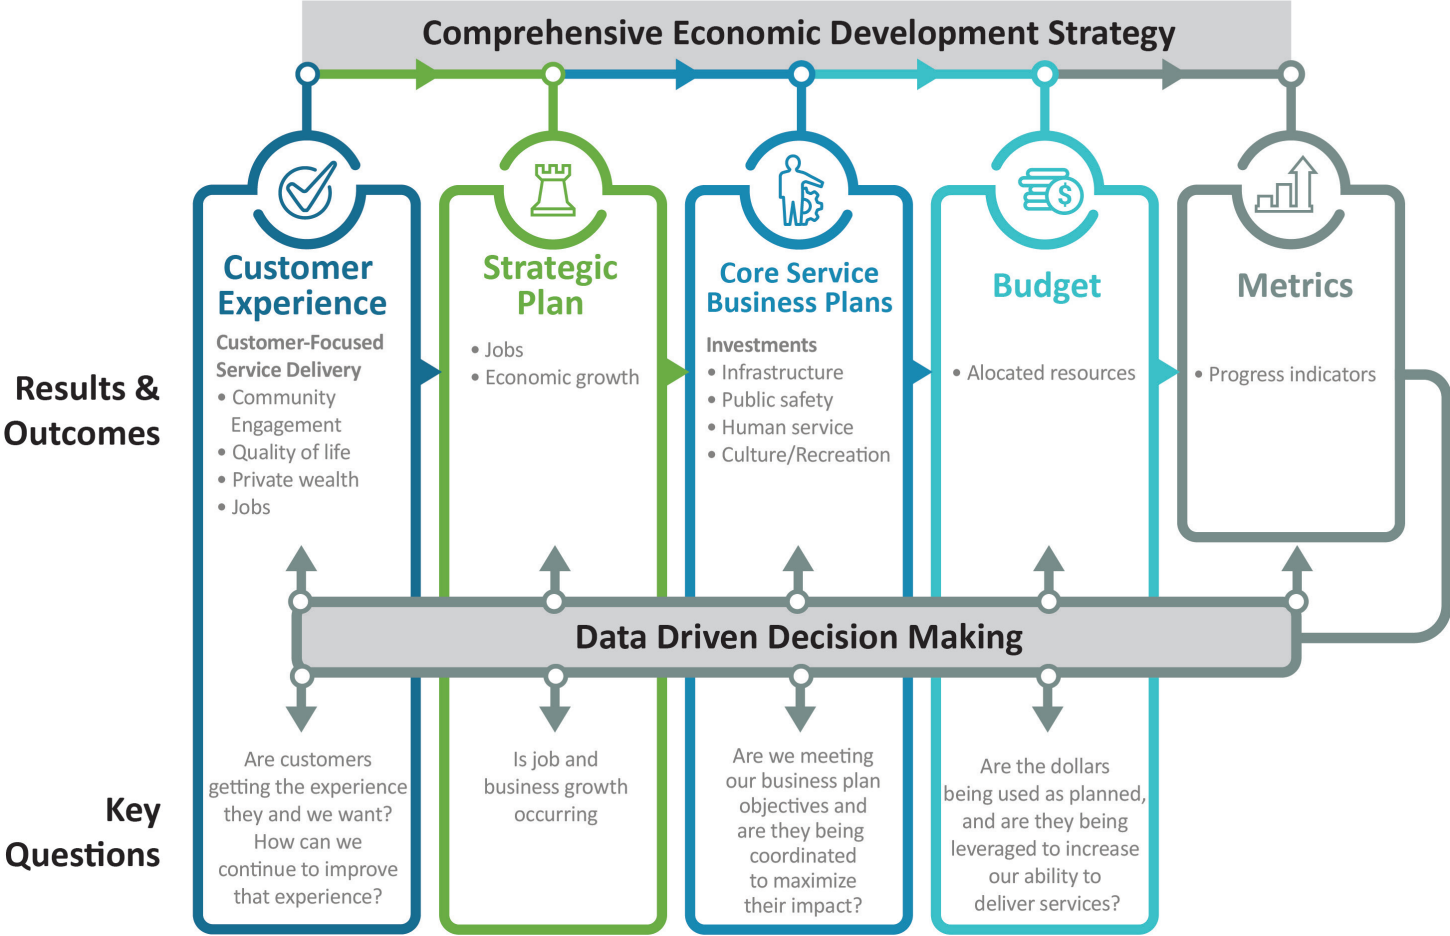 Comprehensive Economic Development Strategy
Customer
Experience
Customer-Focused
Service Delivery
• Community
Engagement
• Quality of life
• Private wealth
• Jobs
Strategic
Plan
• Jobs
• Economic growth
Core Service
Business Plans
Investments
• Infrastructure
• Public safety
• Human service
• Culture/Recreation
Budget
• Alocated resources
$
Metrics
• Progress indicators
Results &
Outcomes
Data Driven Decision Making
Key
Questions
Are customers
getting the experience
they and we want?
How can we
continue to improve
that experience?
Is job and
business growth
occurring
Are we meeting
our business plan
objectives and
are they being
coordinated
to maximize
their impact?
Are the dollars
being used as planned,
and are they being
leveraged to increase
our ability to
deliver services?